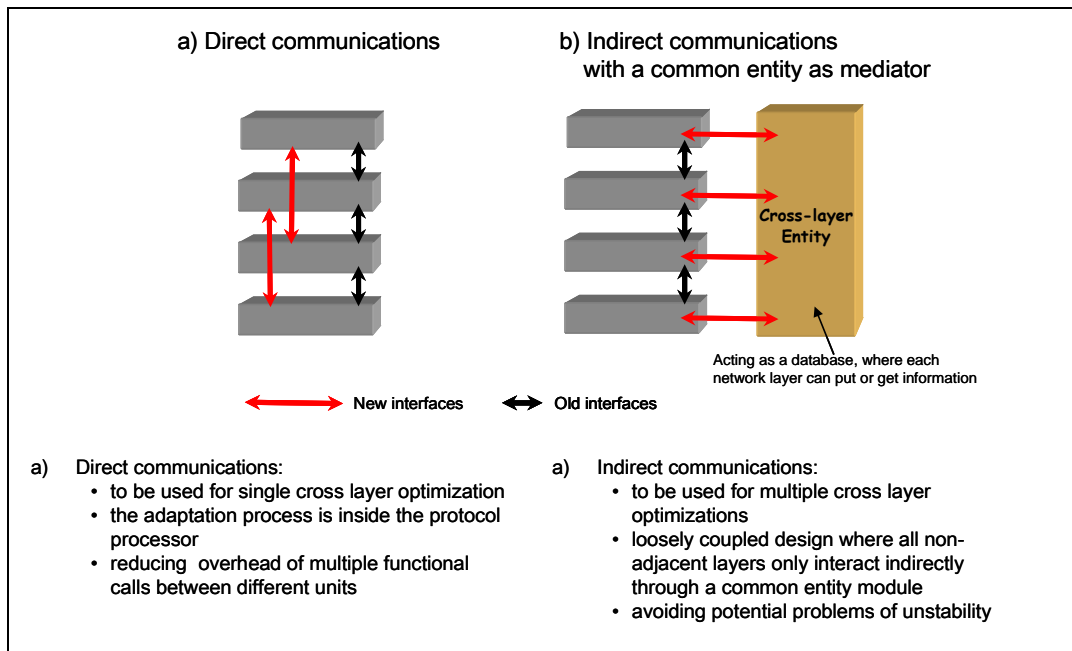 a) Direct communications
b) Indirect communications
with a common entity as mediator
Cross-layer
Entity
Acting as a database, where each
network layer can put or get information
New interfaces
Old interfaces
a) Direct communications:
• to be used for single cross layer optimization
• the adaptation process is inside the protocol
processor
• reducing overhead of multiple functional
calls between different units
a) Indirect communications:
• to be used for multiple cross layer
optimizations
• loosely coupled design where all non-
adjacent layers only interact indirectly
through a common entity module
• avoiding potential problems of unstability